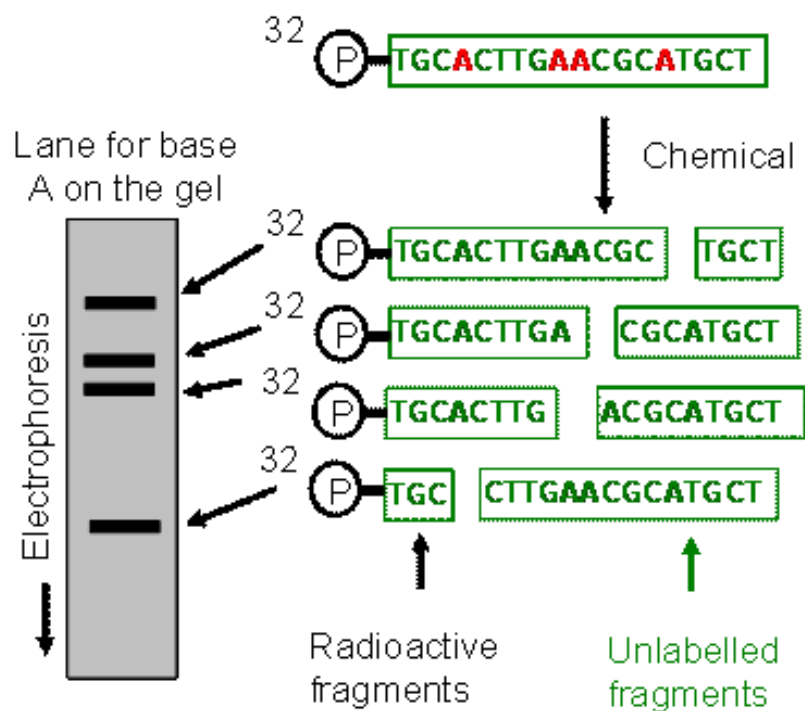 32
P TGCACTTGAACGCATGCT
Chemical
Lane for base
A on the gel
32
P TGCACTTGAACGC TGCT
32
P TGCACTTGA CGCATGCT
32
P TGCACTTG ACGCATGCT
32
P TGC CTTGAACGCATGCT
Electrophoresis
Radioactive
fragments
Unlabelled
fragments